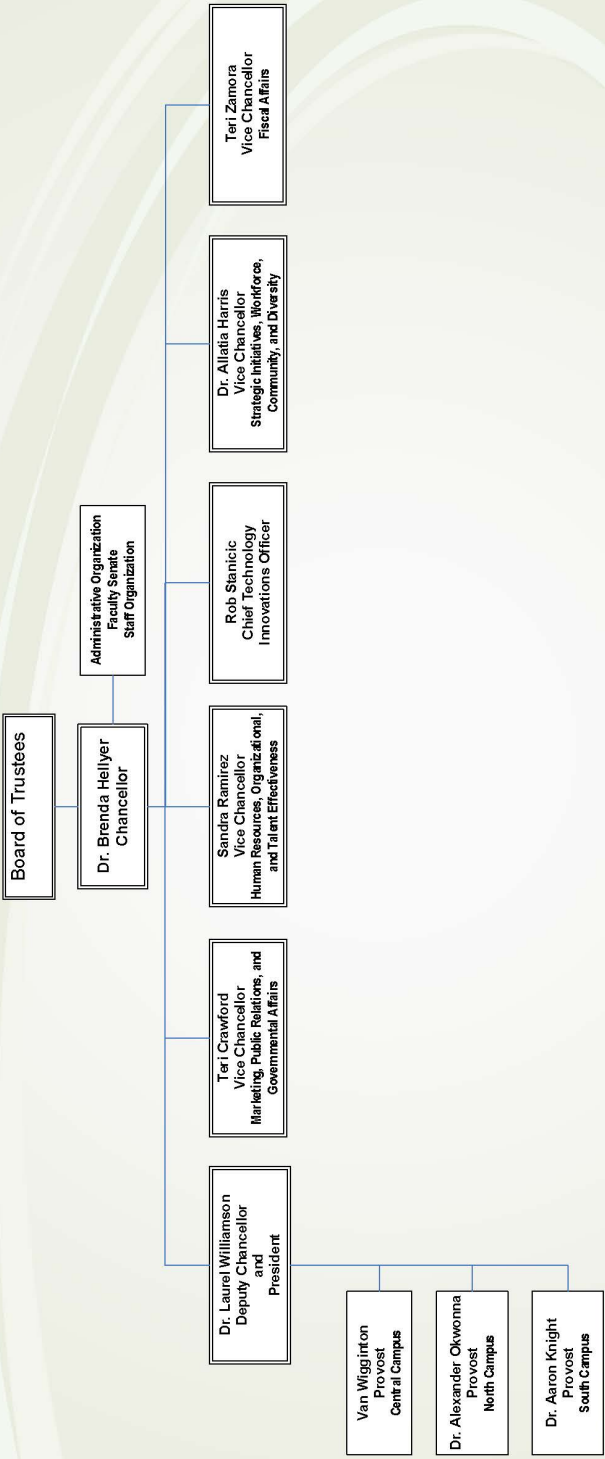 Board of Trustees
Dr. Brenda Hellyer
Chancellor
Administrative Organization
Faculty Senate
Staff Organization
Dr. Laurel Williamson
Deputy Chancellor
and
President
Teri Crawford
Vice Chancellor
Marketing, Public Relations, and
Governmental Affairs
Sandra Ramirez
Vice Chancellor
Human Resources, Organizational,
and Talent Effectiveness
Rob Stanicic
Chief Technology
Innovations Officer
Dr. Allatia Harris
Vice Chancellor
Strategic Initiatives, Workforce,
Community, and Diversity
Teri Zamora
Vice Chancellor
Fiscal Affairs
Van Wigginton
Provost
Central Campus
Dr. Alexander Okwonna
Provost
North Campus
Dr. Aaron Knight
Provost
South Campus